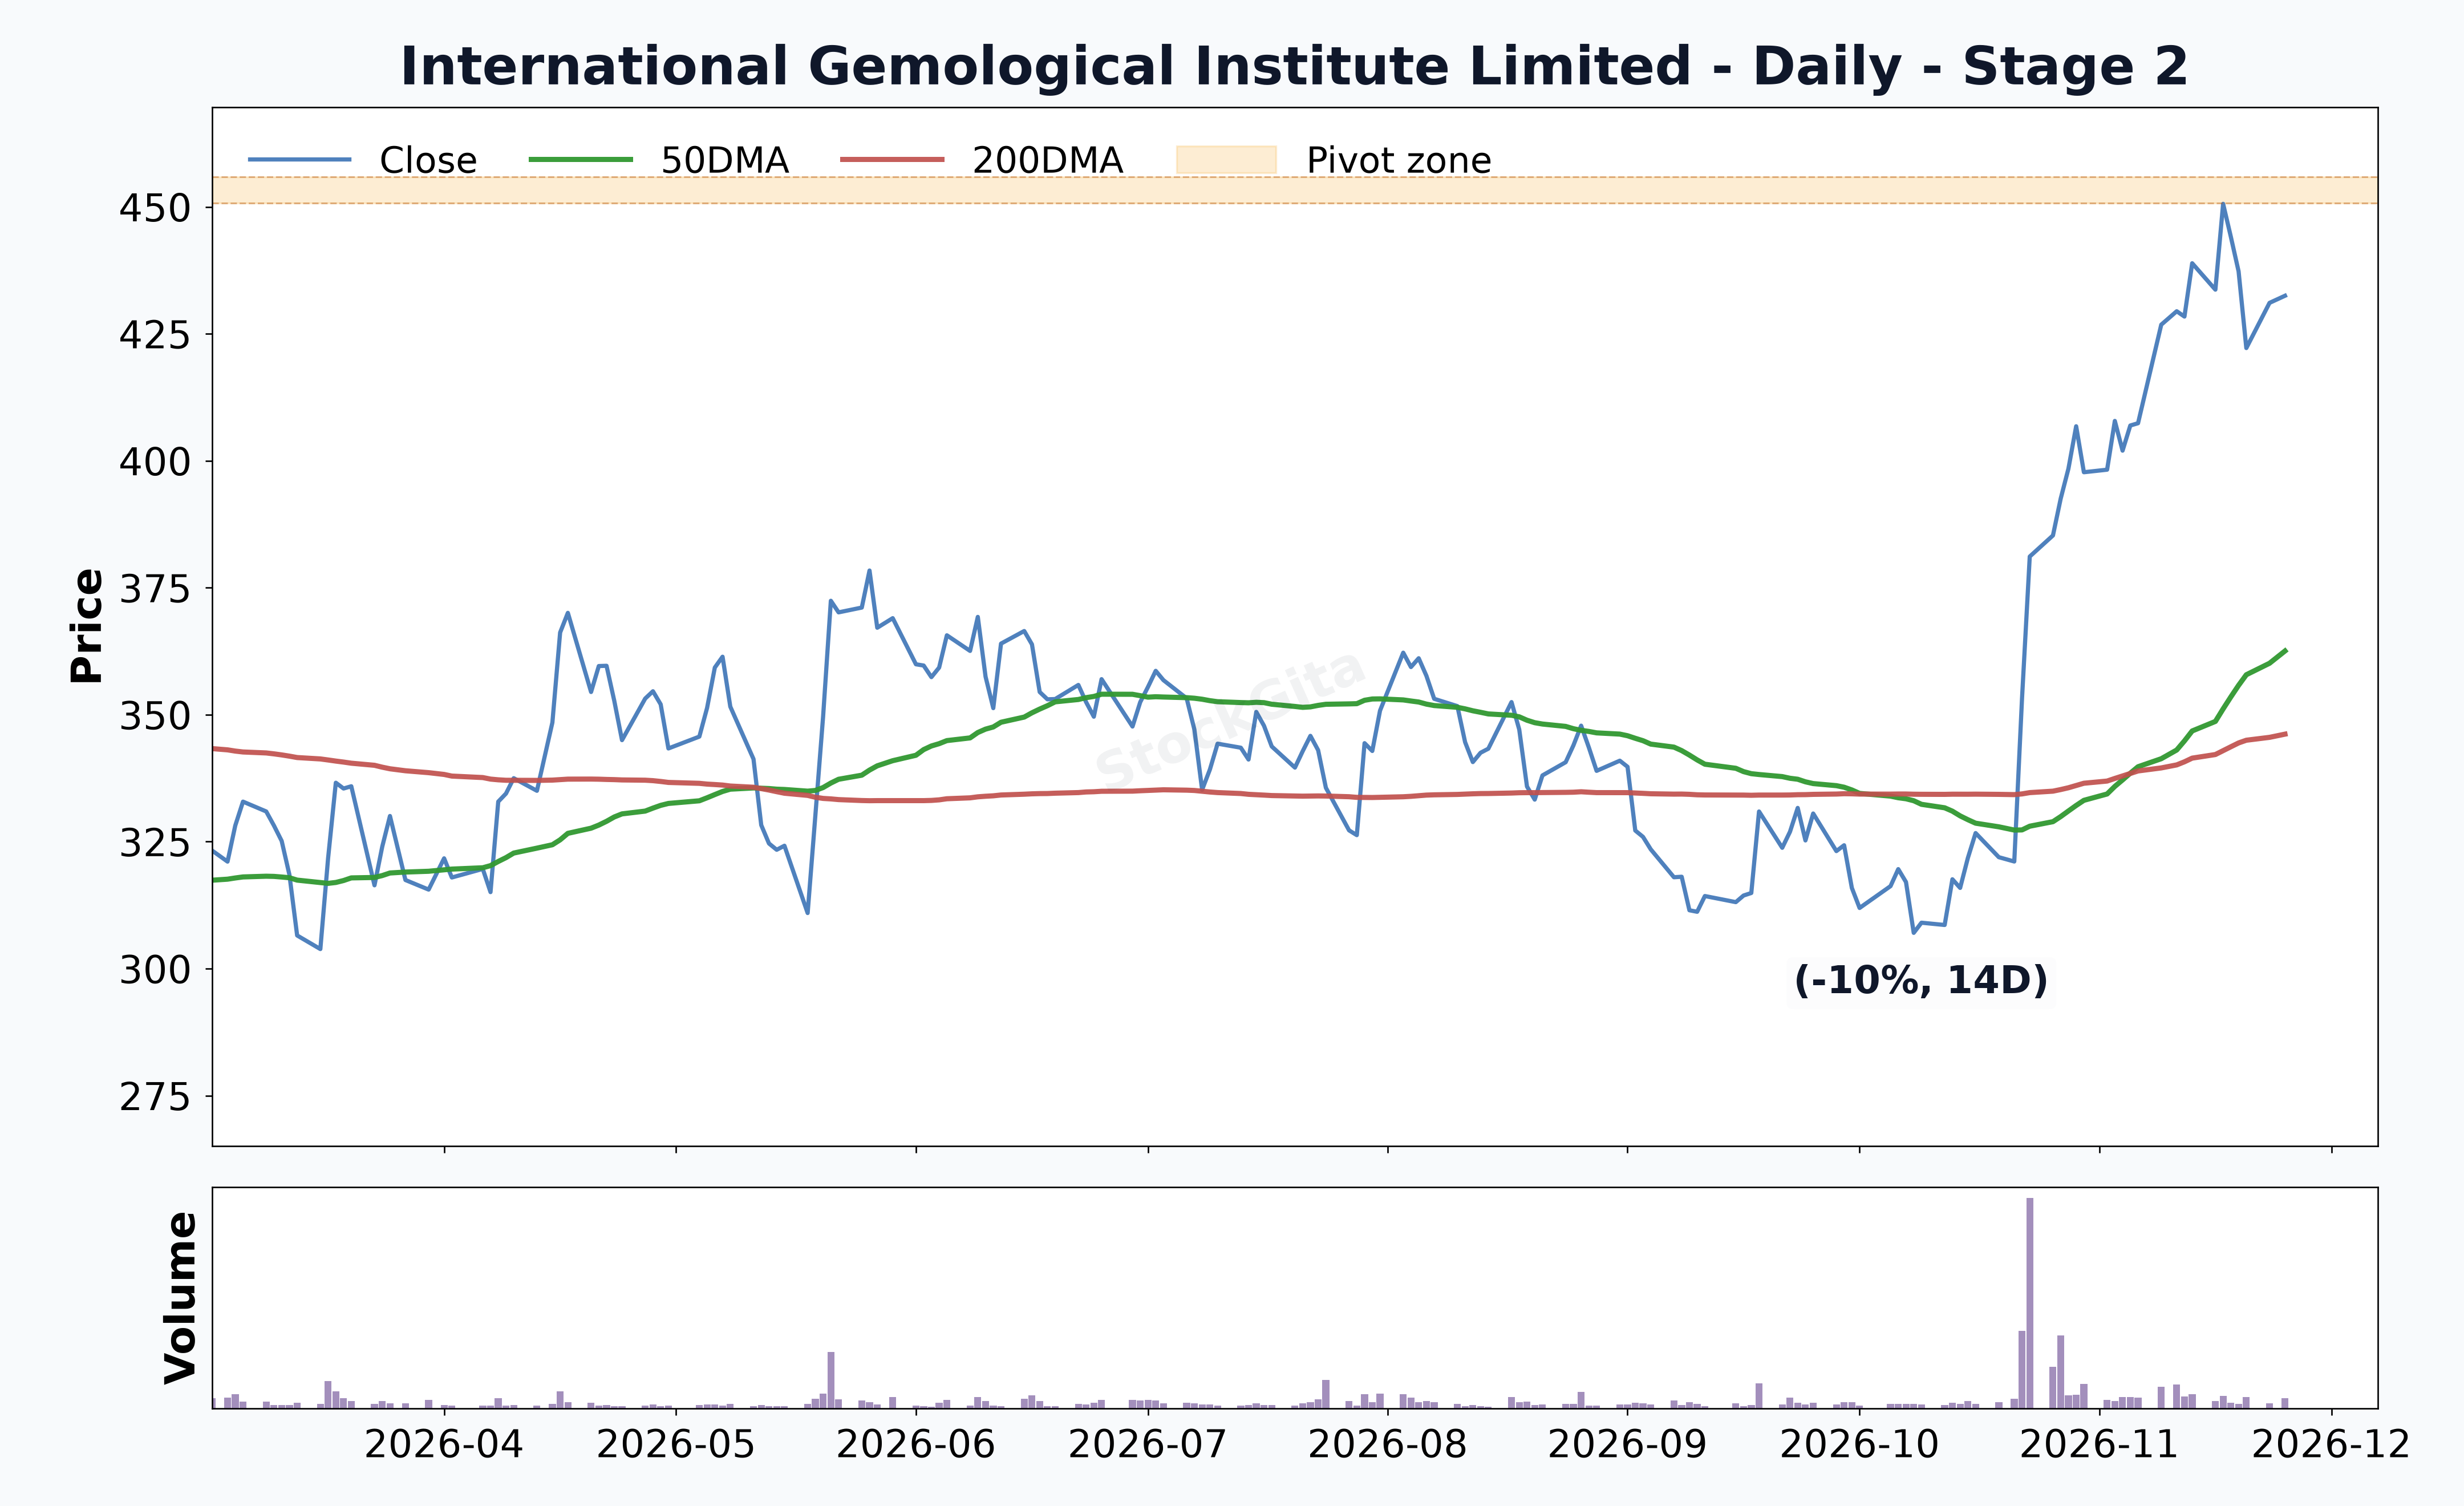 International Gemological Institute Limited - Daily - Stage 2
Close 50DMA 200DMA Pivot zone
450
425
400
375
350
325
300
275
Price
StockGita
(-10%, 14D)
Volume
2026-04 2026-05 2026-06 2026-07 2026-08 2026-09 2026-10 2026-11 2026-12